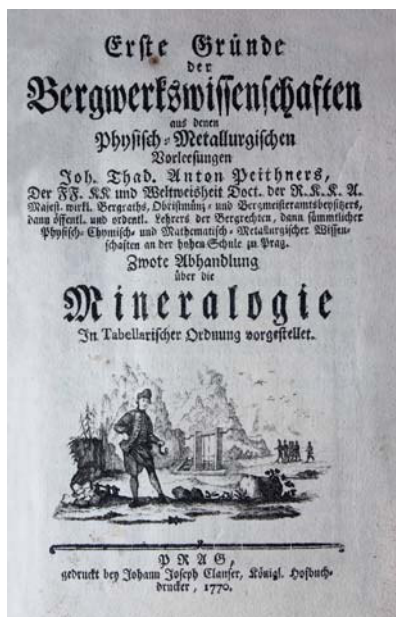 Erste Gründe
der
Bergwerkswissenschaften
aus denen
Physisch-Metallurgischen
Vorlesungen
Joh. Thad. Anton Peithners,
Der FF. KK und Weltweisheit Doct. der R. K. K. A.
Majest. wirkl. Bergraths, Obristmünz- und Bergmeisteramtsbeysitzers,
dann öffentl. und ordentl. Lehrers der Bergrechten, dann sämmtlicher
Physisch-Chymisch- und Mathematisch-Metallurgischer Wissen-
schaften an der hohen Schule zu Prag.
Zwote Abhandlung
über die
Mineralogie
In Tabellarischer Ordnung vorgestellet.
PRAG,
gedruckt bey Johann Joseph Clauser, Königl. Hofbuch-
drucker, 1770.